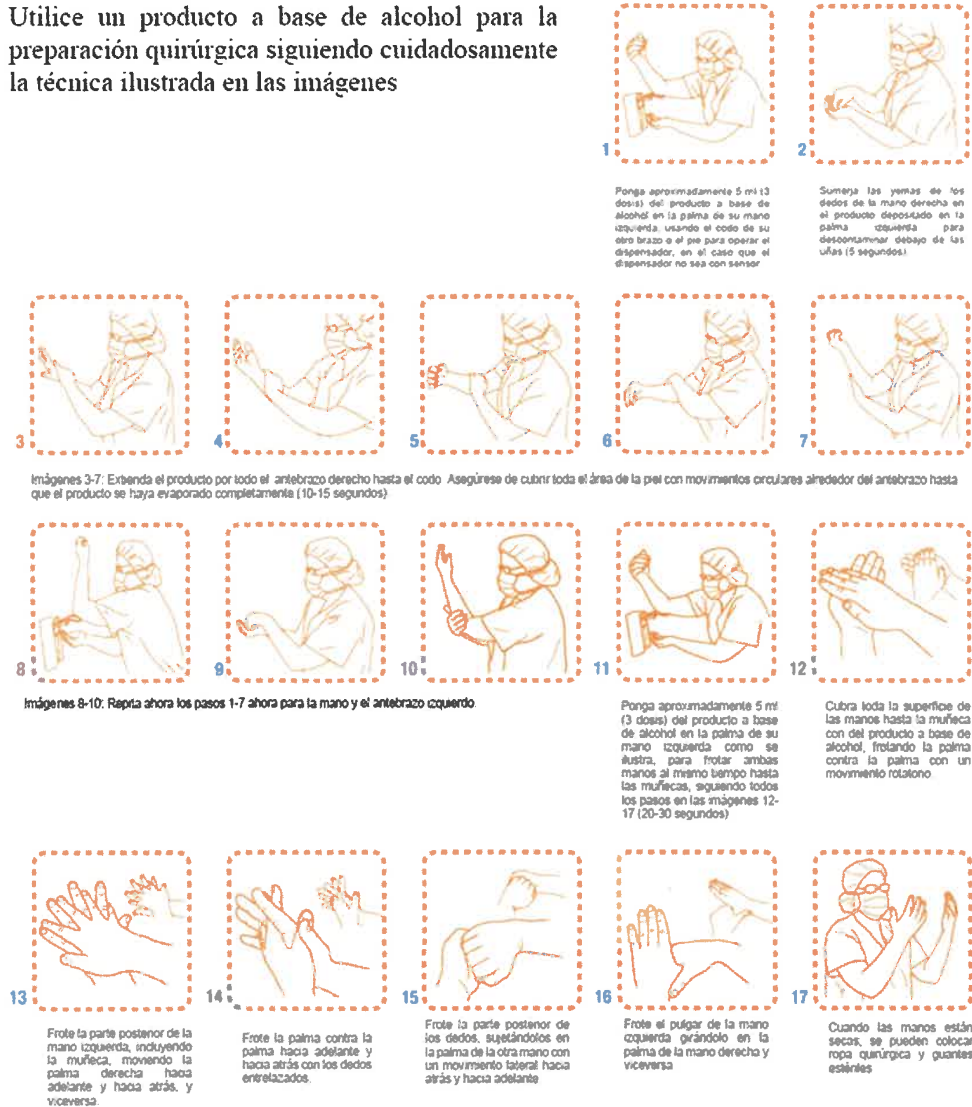 Utilice un producto a base de alcohol para la
preparación quirúrgica siguiendo cuidadosamente
la técnica ilustrada en las imágenes
1
2
Ponga aproximadamente 5 ml (3
dosis) del producto a base de
alcohol en la palma de su mano
izquierda, usando el codo de su
otro brazo o el pie para operar el
dispensador, en el caso que el
dispensador no sea con sensor
Sumerja las yemas de los
dedos de la mano derecha en
el producto depositado en la
palma izquierda para
descontaminar debajo de las
uñas (5 segundos)
3
4
5
6
7
Imágenes 3-7: Extienda el producto por todo el antebrazo derecho hasta el codo. Asegúrese de cubrir toda el área de la piel con movimientos circulares alrededor del antebrazo hasta
que el producto se haya evaporado completamente (10-15 segundos)
8
9
10
11
12
Imágenes 8-10: Repita ahora los pasos 1-7 ahora para la mano y el antebrazo izquierdo.
Ponga aproximadamente 5 ml
(3 dosis) del producto a base
de alcohol en la palma de su
mano izquierda como se
ilustra, para frotar ambas
manos al mismo tiempo hasta
las muñecas, siguiendo todos
los pasos en las imágenes 12-
17 (20-30 segundos)
Cubra toda la superficie de
las manos hasta la muñeca
con del producto a base de
alcohol, frotando la palma
contra la palma con un
movimiento rotatorio
13
14
15
16
17
Frote la parte posterior de la
mano izquierda, incluyendo
la muñeca, moviendo la
palma derecha hacia
adelante y hacia atrás, y
viceversa.
Frote la palma contra la
palma hacia adelante y
hacia atrás con los dedos
entrelazados.
Frote la parte posterior de
los dedos, sujetándolos en
la palma de la otra mano con
un movimiento lateral hacia
atrás y hacia adelante
Frote el pulgar de la mano
izquierda girándolo en la
palma de la mano derecha y
viceversa
Cuando las manos están
secas, se pueden colocar
ropa quirúrgica y guantes
estériles